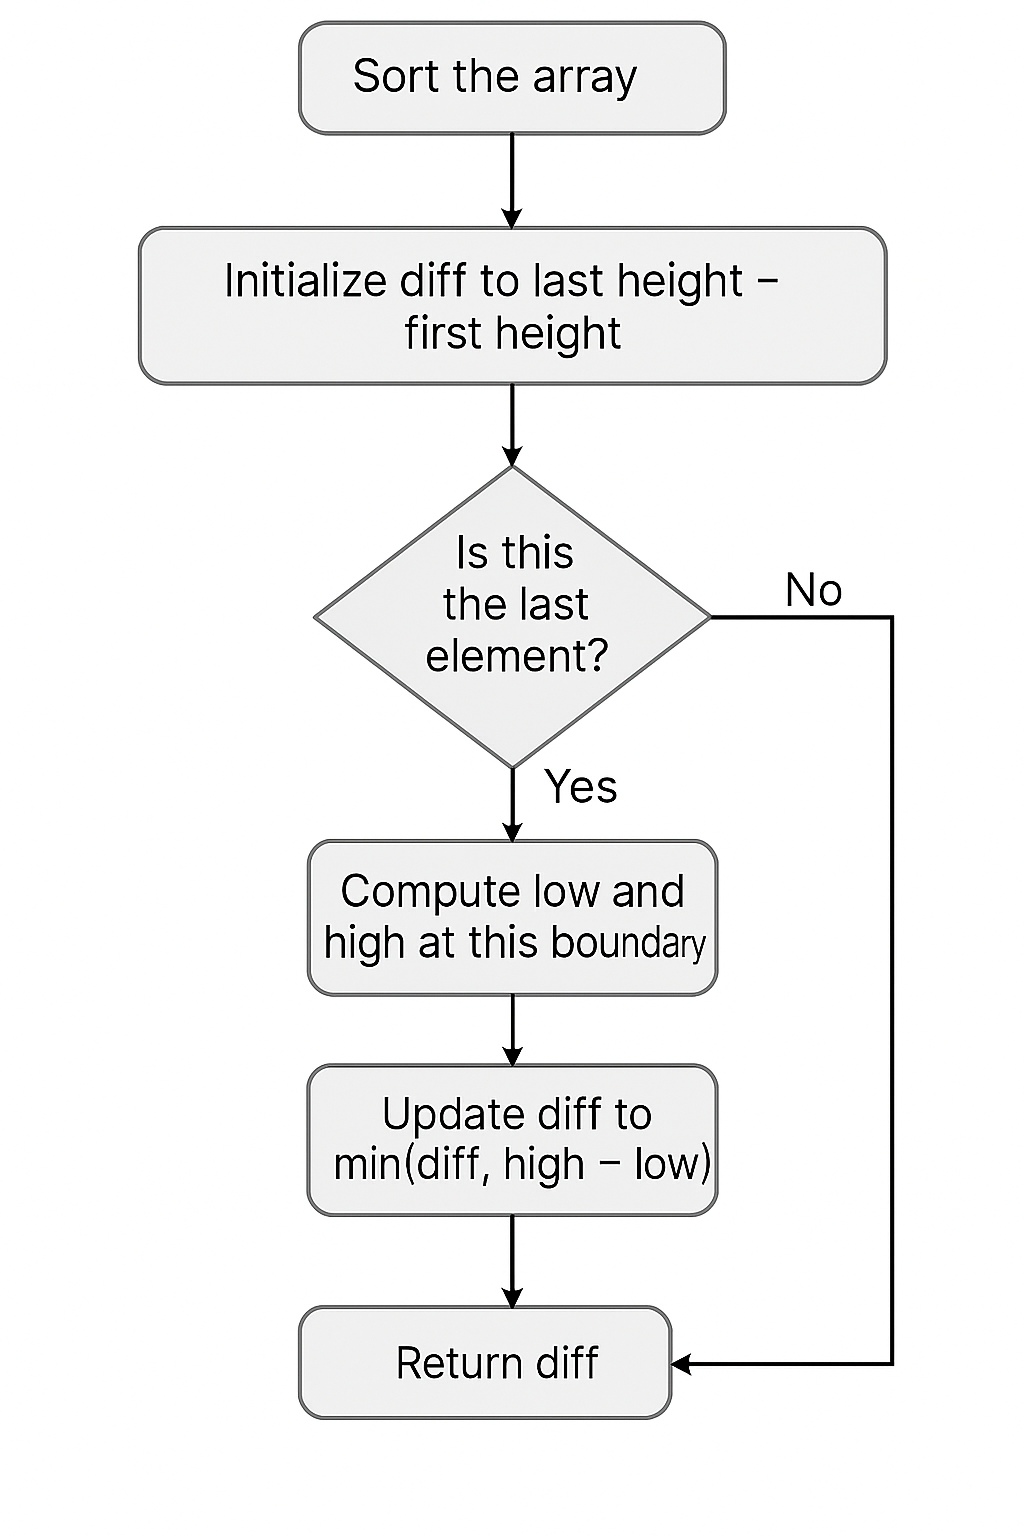 Sort the array
Initialize diff to last height –
first height
Is this
the last
element?
No
Yes
Compute low and
high at this boundary
Update diff to
min(diff, high – low)
Return diff